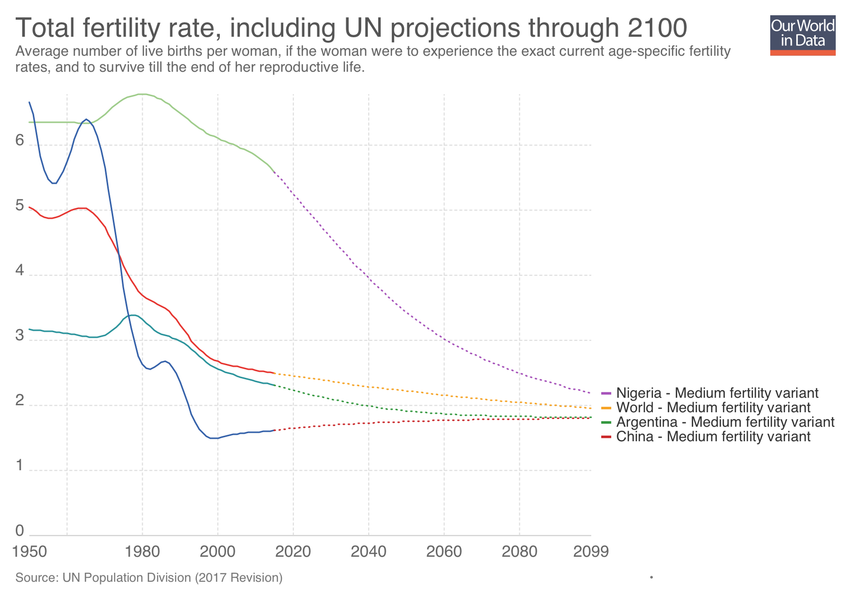 Total fertility rate, including UN projections through 2100
Our World
in Data
Average number of live births per woman, if the woman were to experience the exact current age-specific fertility
rates, and to survive till the end of her reproductive life.
6
5
4
3
2
1
0
Nigeria - Medium fertility variant
World - Medium fertility variant
Argentina - Medium fertility variant
China - Medium fertility variant
1950 1980 2000 2020 2040 2060 2080 2099
Source: UN Population Division (2017 Revision)